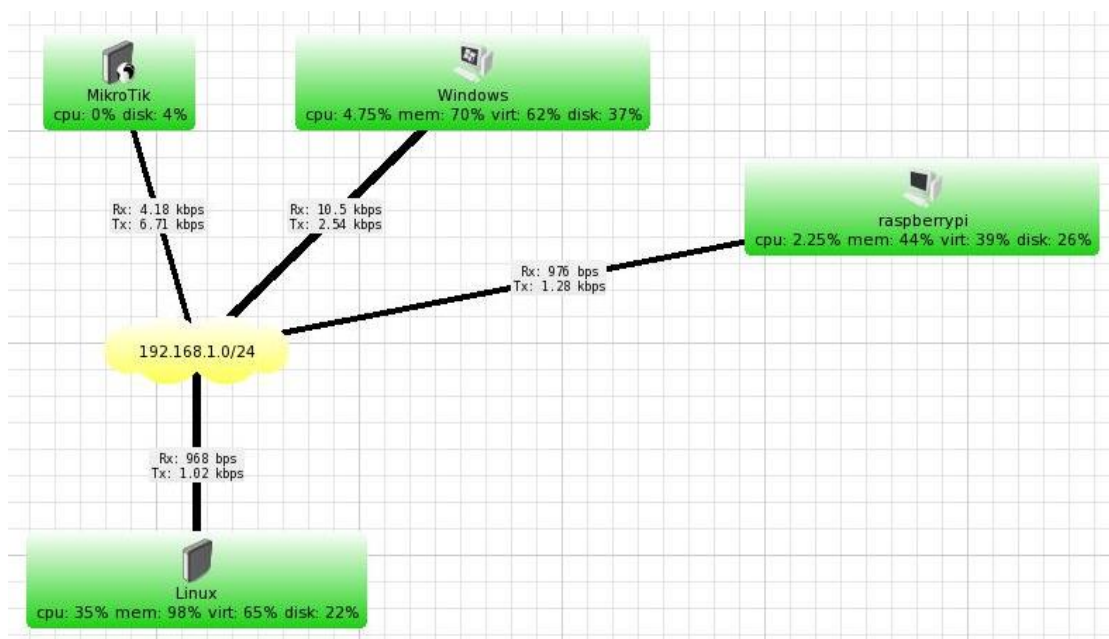 MikroTik
cpu: 0% disk: 4%
Windows
cpu: 4.75% mem: 70% virt: 62% disk: 37%
raspberrypi
cpu: 2.25% mem: 44% virt: 39% disk: 26%
Rx: 4.18 kbps
Tx: 6.71 kbps
Rx: 10.5 kbps
Tx: 2.54 kbps
Rx: 976 bps
Tx: 1.28 kbps
192.168.1.0/24
Rx: 968 bps
Tx: 1.02 kbps
Linux
cpu: 35% mem: 98% virt: 65% disk: 22%